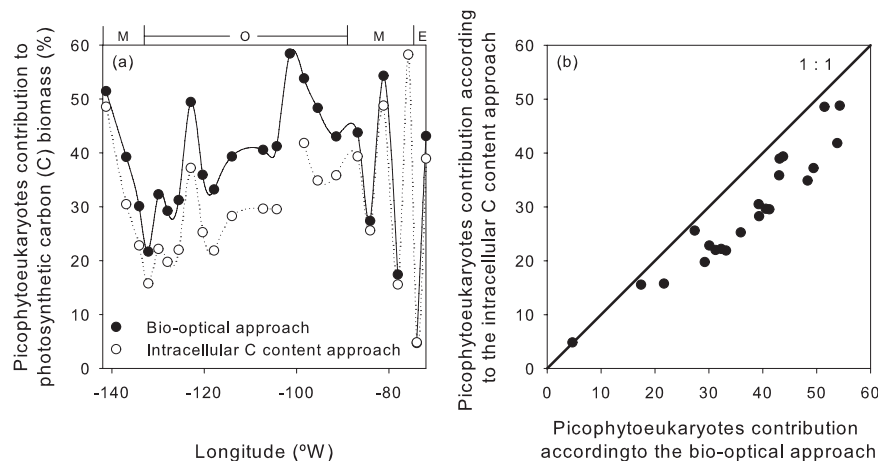 M O M E
(a)
60
50
40
30
20
10
0
Picophytoeukaryotes contribution to
photosynthetic carbon (C) biomass (%)
Bio-optical approach
Intracellular C content approach
-140 -120 -100 -80
Longitude (ºW)
(b)
1 : 1
60
50
40
30
20
10
0
Picophytoeukaryotes contribution according
to the intracellular C content approach
0 10 20 30 40 50 60
Picophytoeukaryotes contribution
accordingto the bio-optical approach